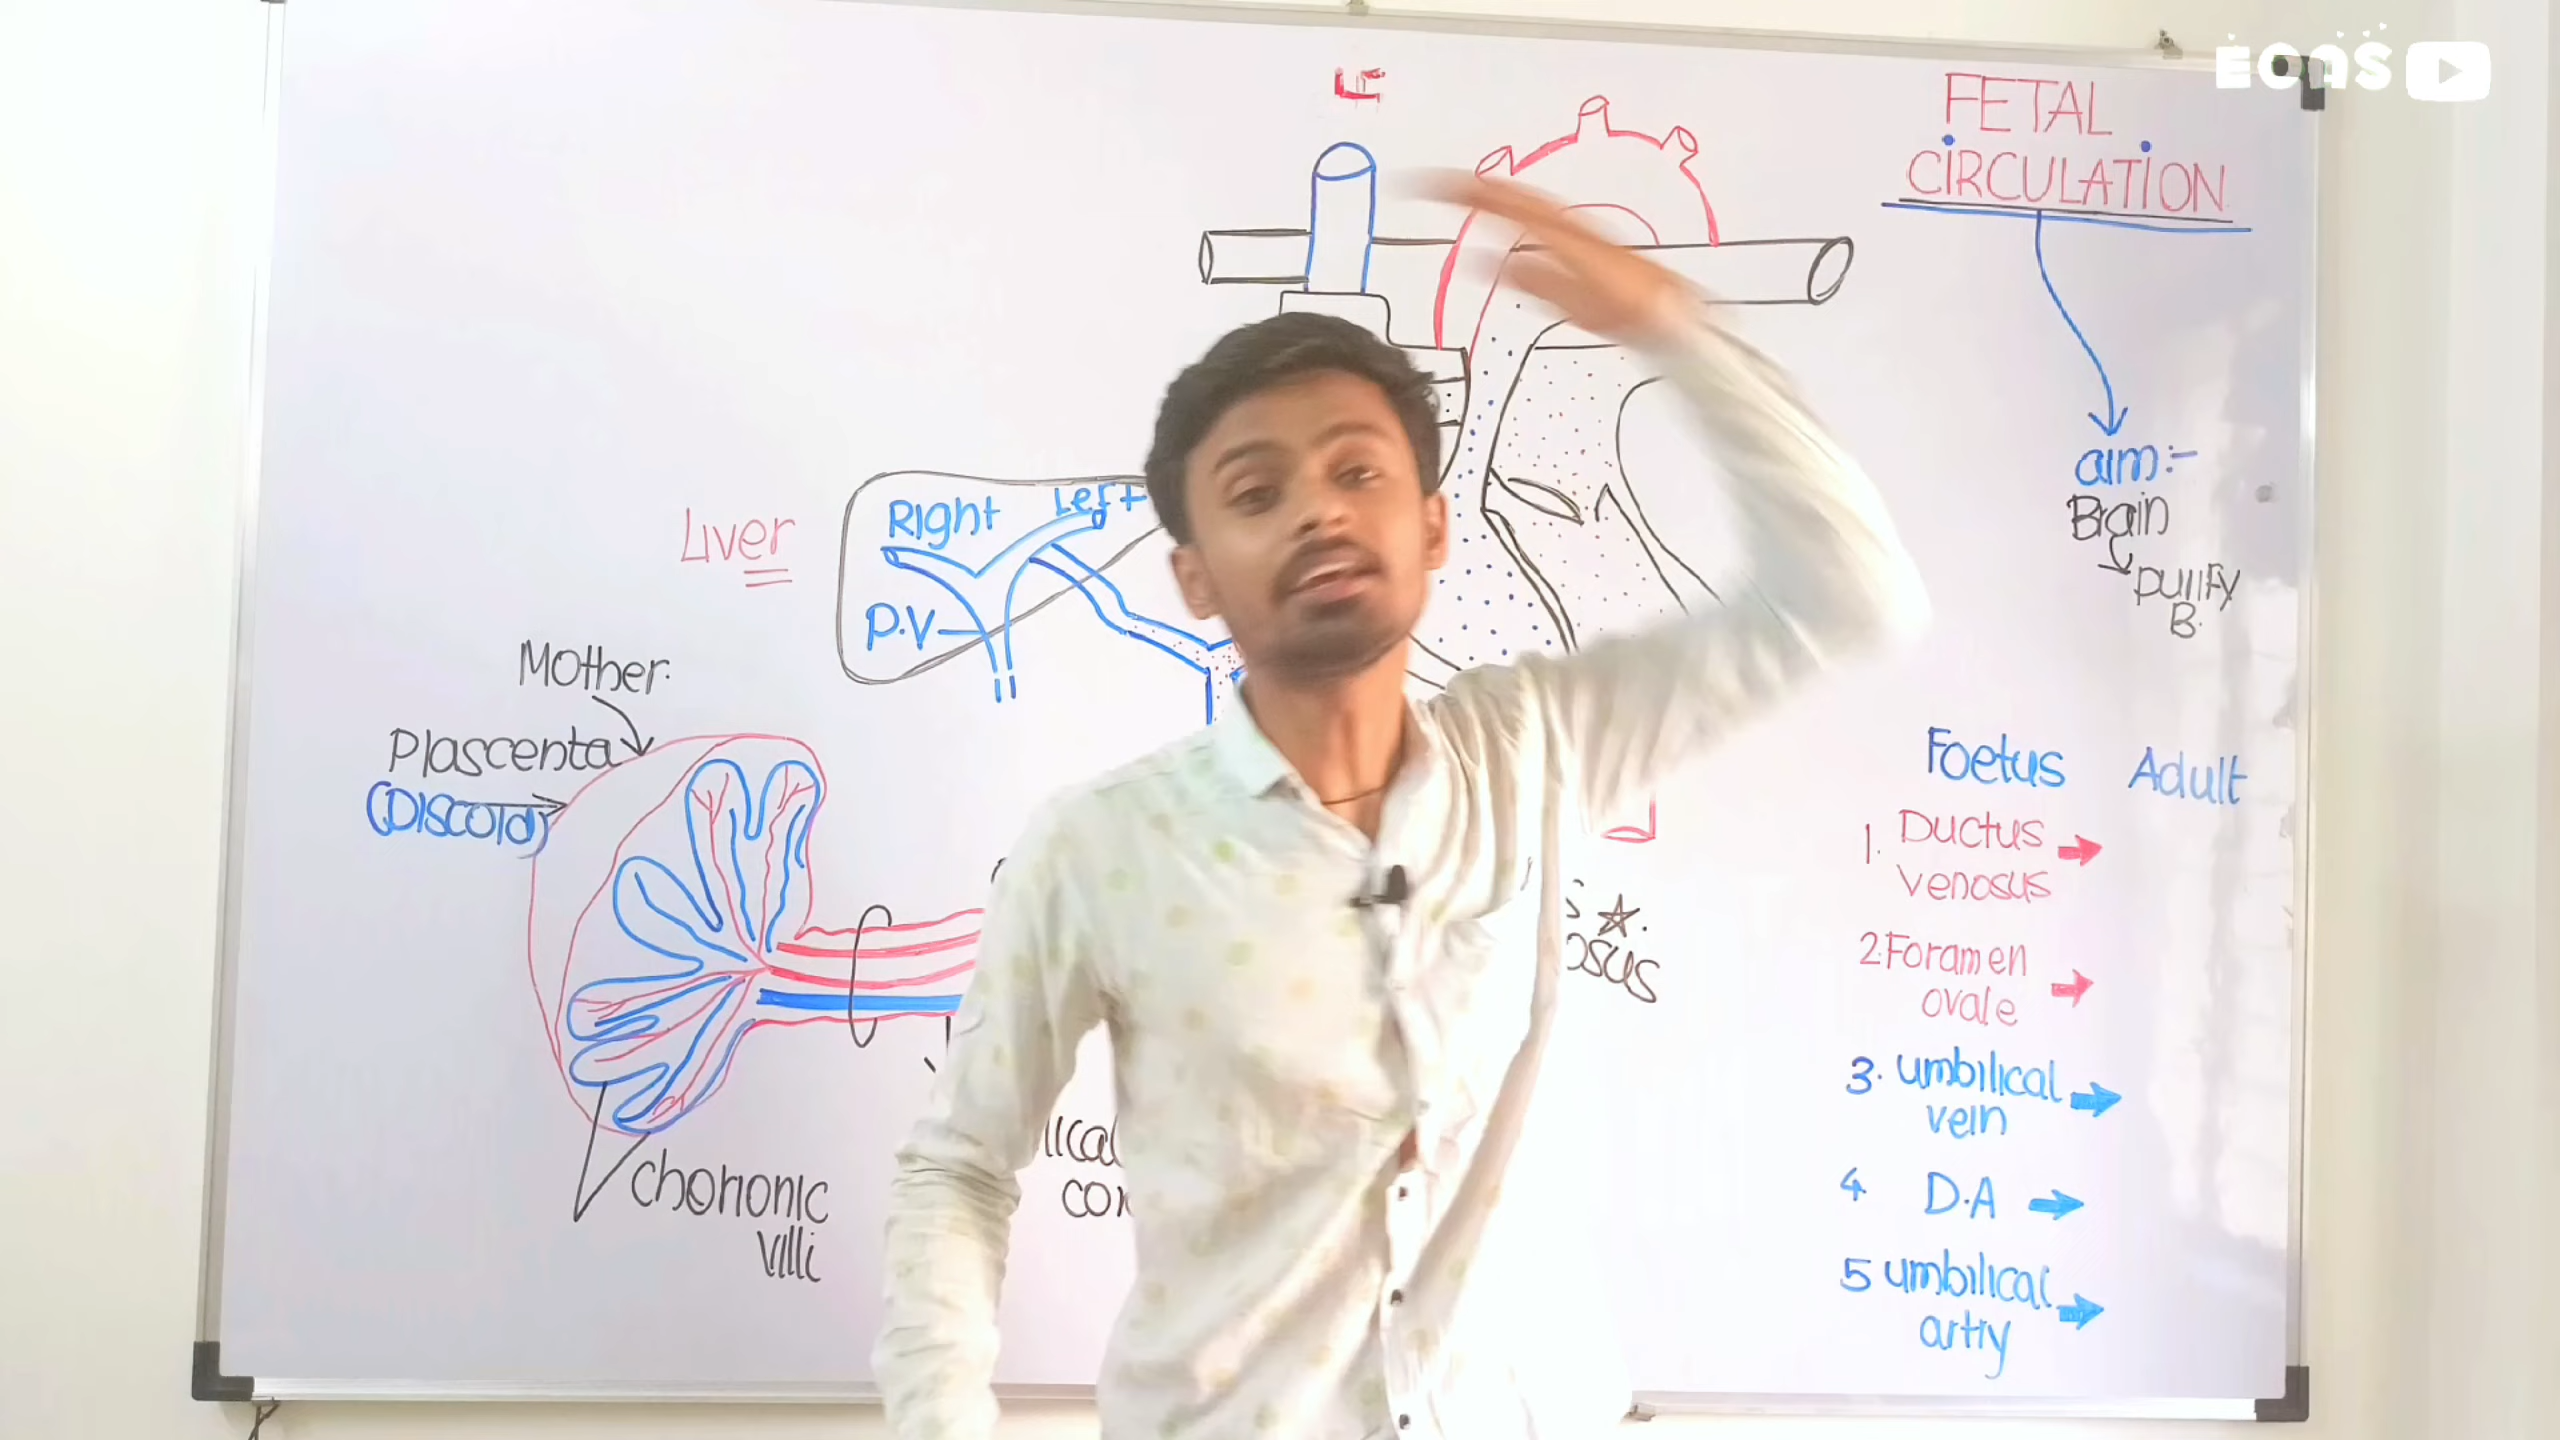 ECAS
FETAL
CIRCULATION
aim:-
Brain
purify
B.
Liver
Right Left
P.V
Mother.
Plascenta
(Discoid)
chorionic
villi
Foetus Adult
1. Ductus
venosus
2. Foramen
ovale
3. umbilical
vein
4 D.A
5 umbilical
artry